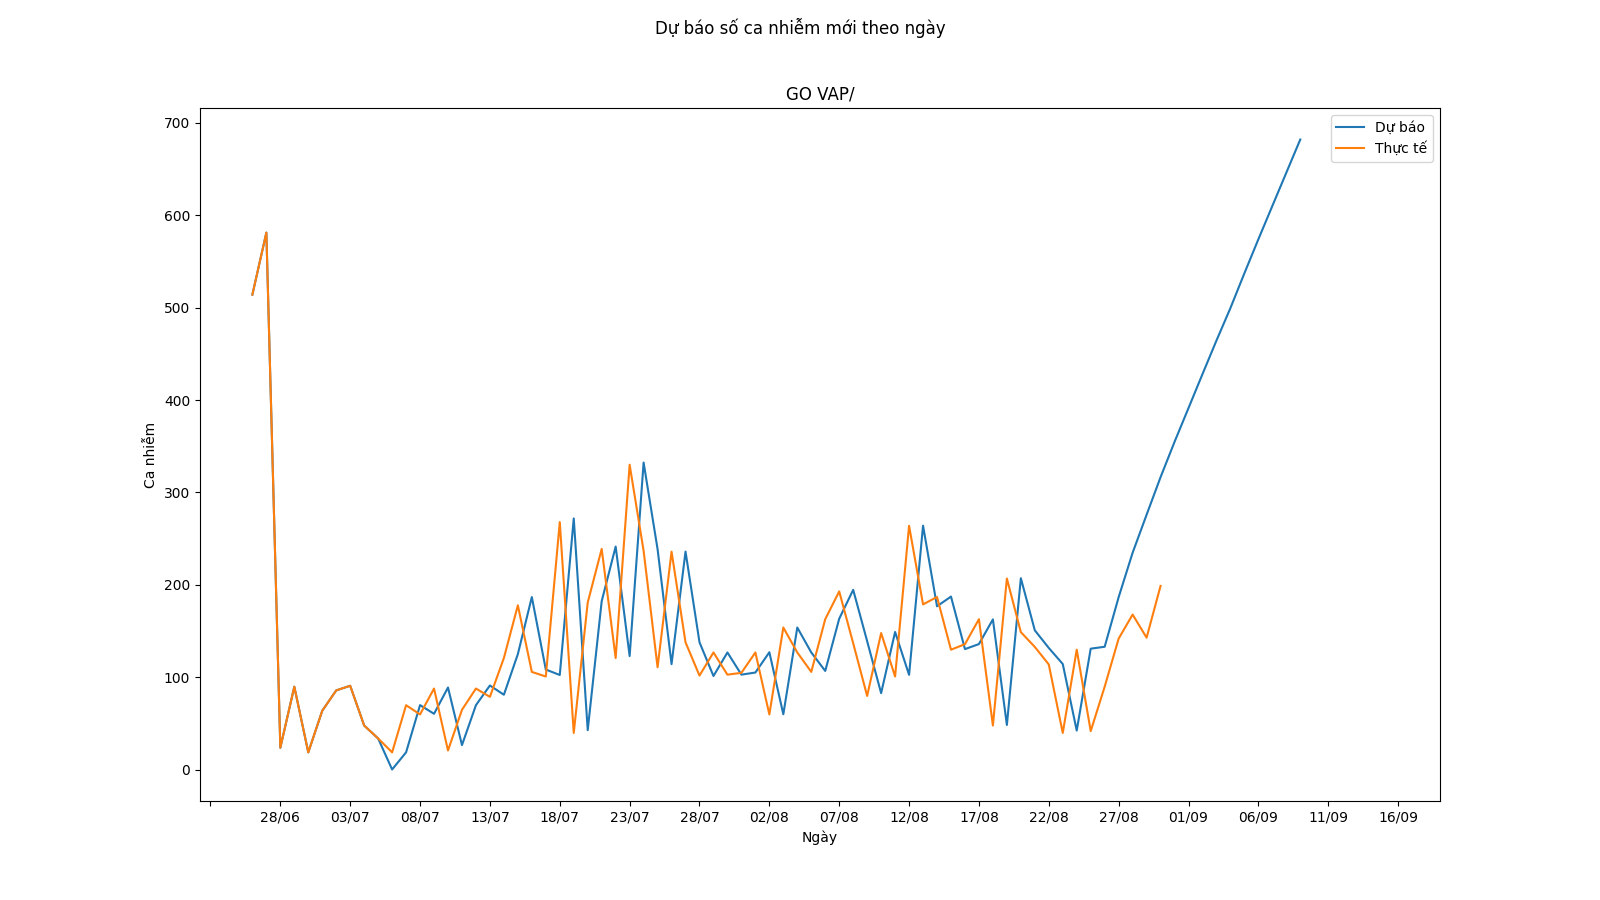 Dự báo số ca nhiễm mới theo ngày
GO VAP/
Dự báo
Thực tế
700
600
500
400
300
200
100
0
Ca nhiễm
28/06 03/07 08/07 13/07 18/07 23/07 28/07 02/08 07/08 12/08 17/08 22/08 27/08 01/09 06/09 11/09 16/09
Ngày